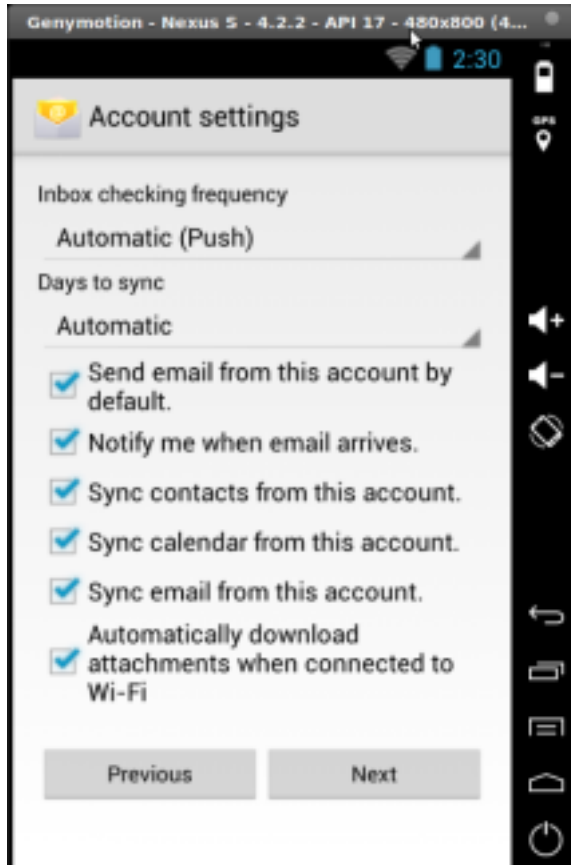 Genymotion - Nexus 5 - 4.2.2 - API 17 - 480x800 (4...
2:30
Account settings
GPS
Inbox checking frequency
Automatic (Push)
Days to sync
Automatic
Send email from this account by
default.
Notify me when email arrives.
Sync contacts from this account.
Sync calendar from this account.
Sync email from this account.
Automatically download
attachments when connected to
Wi-Fi
Previous
Next